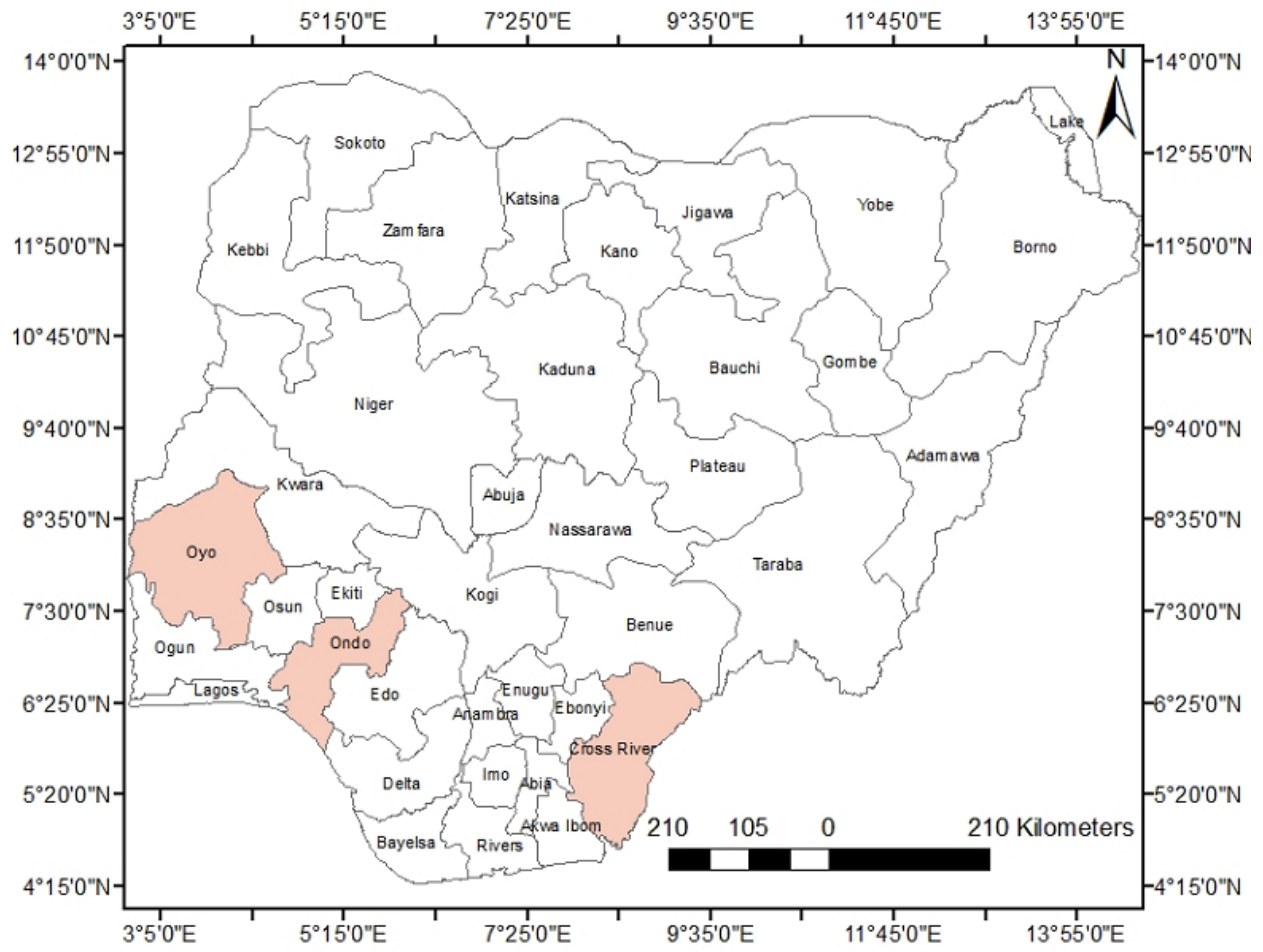 3°5'0"E 5°15'0"E 7°25'0"E 9°35'0"E 11°45'0"E 13°55'0"E
14°0'0"N 14°0'0"N
N
Lake
Sokoto
12°55'0"N 12°55'0"N
Katsina
Yobe
Jigawa
Zamfara
Borno
Kebbi Kano
11°50'0"N 11°50'0"N
10°45'0"N 10°45'0"N
Gombe
Kaduna Bauchi
Niger
9°40'0"N 9°40'0"N
Adamawa
Plateau
Kwara
Abuja
8°35'0"N 8°35'0"N
Nassarawa
Oyo
Taraba
Ekiti Kogi
Osun
7°30'0"N 7°30'0"N
Benue
Ondo
Ogun
Lagos Edo Enugu
6°25'0"N 6°25'0"N
Anambra Ebonyi
Cross River
Imo Abia
Delta
5°20'0"N 5°20'0"N
Akwa Ibom
210 105 0 210 Kilometers
Bayelsa Rivers
4°15'0"N 4°15'0"N
3°5'0"E 5°15'0"E 7°25'0"E 9°35'0"E 11°45'0"E 13°55'0"E